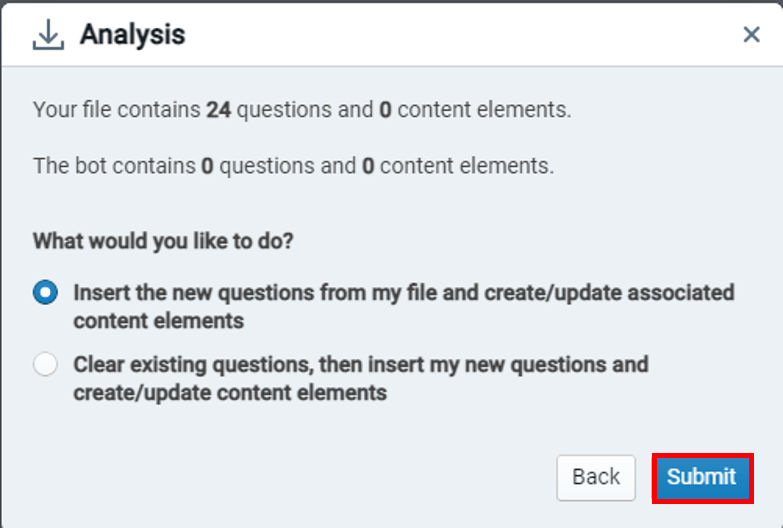 Analysis
Your file contains 24 questions and 0 content elements.
The bot contains 0 questions and 0 content elements.
What would you like to do?
Insert the new questions from my file and create/update associated
content elements
Clear existing questions, then insert my new questions and
create/update content elements
Back
Submit